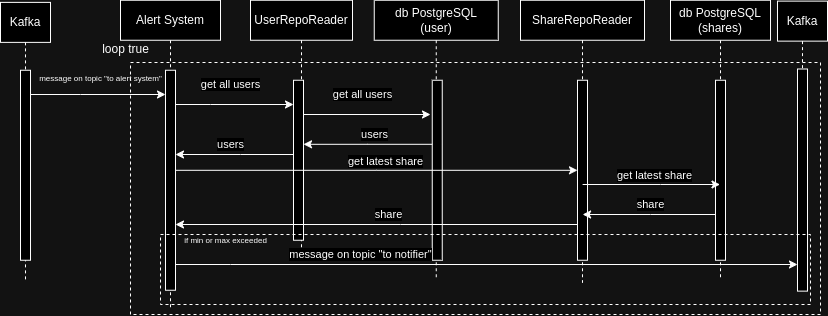 Kafka
Alert System
UserRepoReader
db PostgreSQL
(user)
ShareRepoReader
db PostgreSQL
(shares)
Kafka
loop true
message on topic "to alert system"
get all users
get all users
users
users
get latest share
get latest share
share
share
if min or max exceeded
message on topic "to notifier"